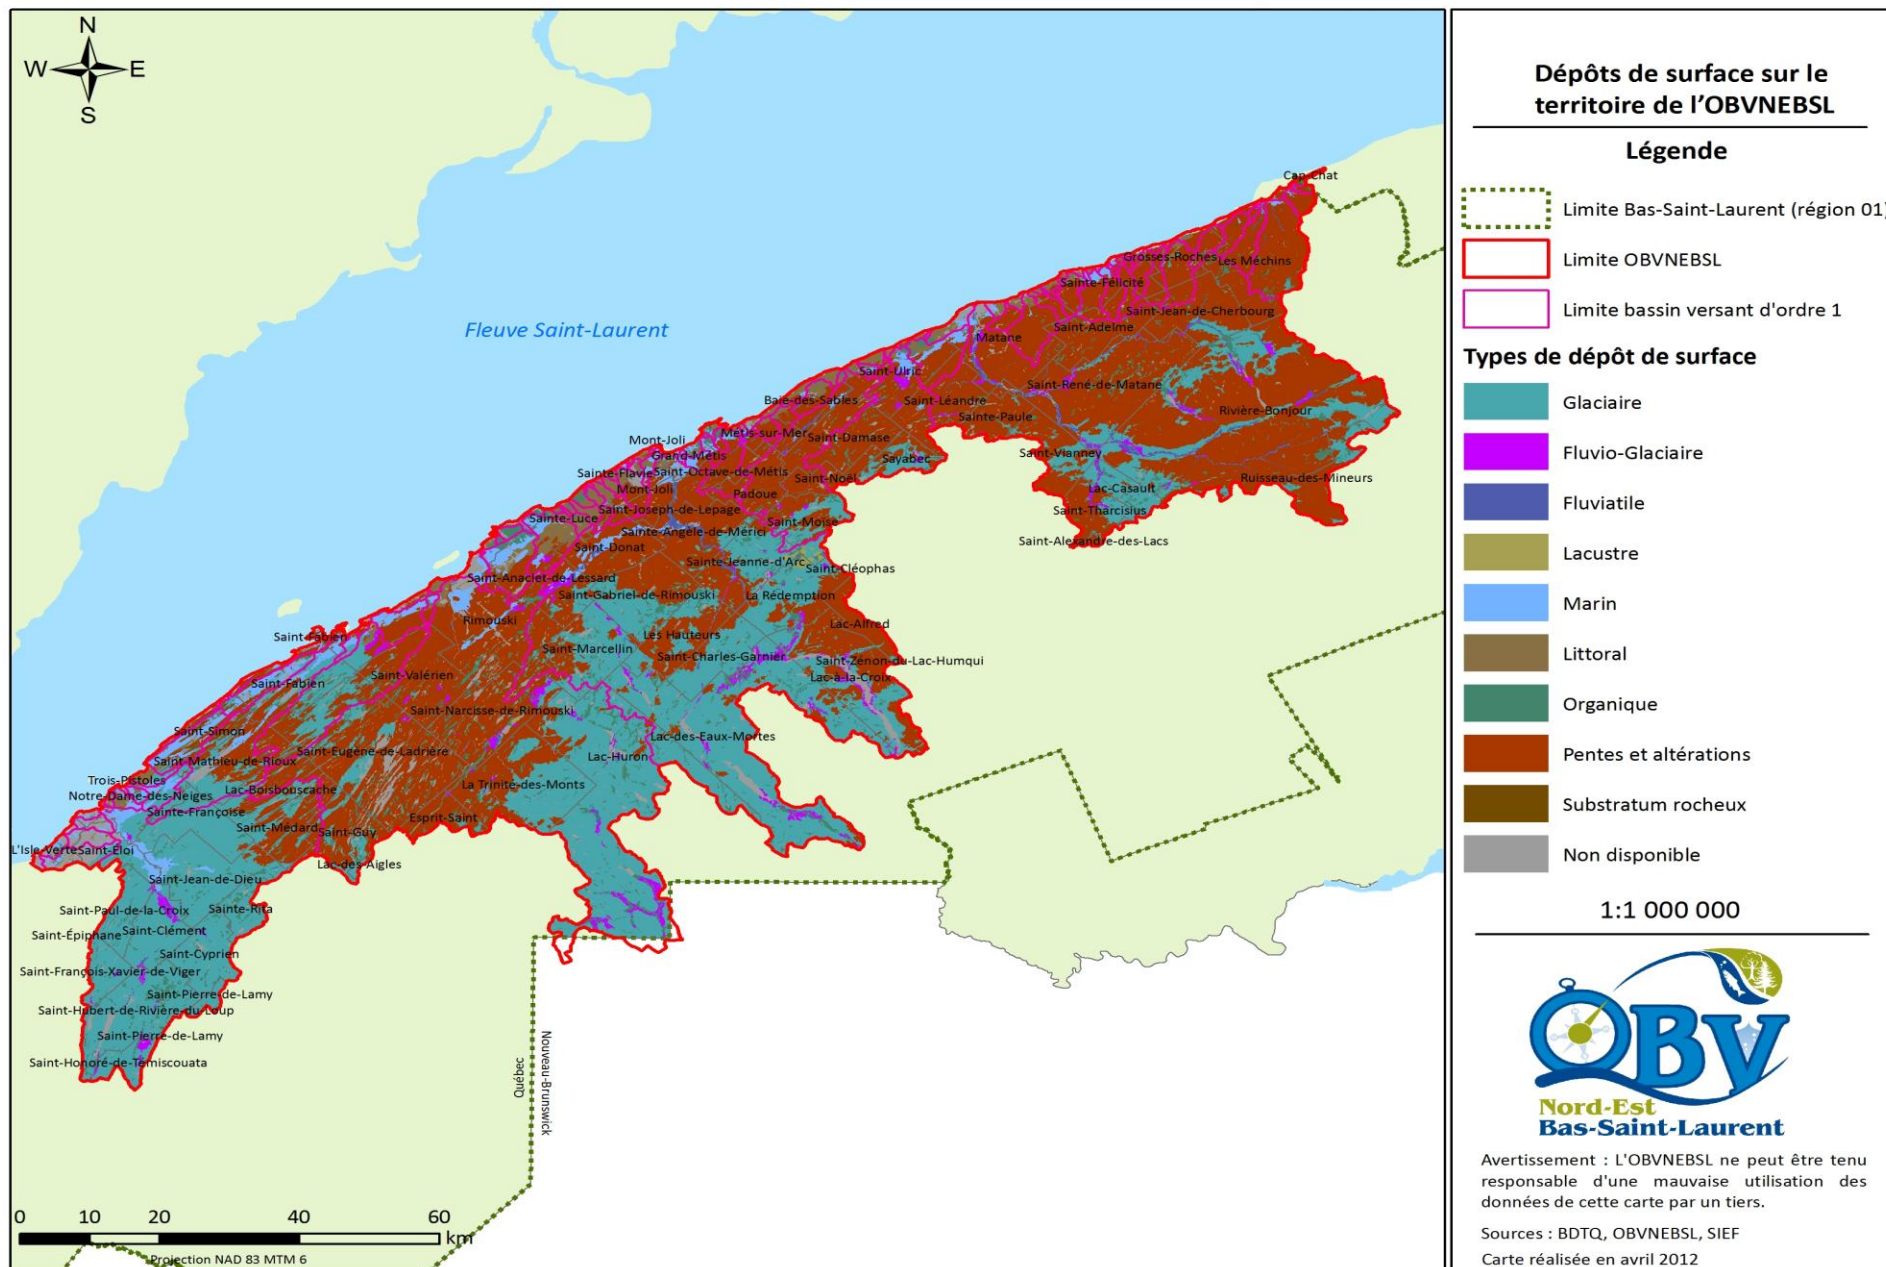 N
W E
S
Fleuve Saint-Laurent
Cap-Chat
Grosses-Roches
Les Méchins
Sainte-Félicité
Saint-Jean-de-Cherbourg
Saint-Adelme
Matane
Saint-Ulric
Saint-René-de-Matane
Baie-des-Sables
Saint-Léandre
Rivière-Bonjour
Sainte-Paule
Métis-sur-Mer
Saint-Damase
Mont-Joli
Grand-Métis
Sayabec
Saint-Vianney
Sainte-Flavie
Saint-Octave-de-Métis
Saint-Noël
Ruisseau-des-Mineurs
Mont-Joli
Padoue
Lac-Casault
Saint-Joseph-de-Lepage
Saint-Tharcisius
Sainte-Luce
Saint-Moïse
Sainte-Angèle-de-Mérici
Saint-Alexandre-des-Lacs
Saint-Donat
Sainte-Jeanne-d'Arc
Saint-Cléophas
Saint-Anaclet-de-Lessard
Saint-Gabriel-de-Rimouski
La Rédemption
Rimouski
Lac-Alfred
Saint-Fabien
Les Hauteurs
Saint-Marcellin
Saint-Charles-Garnier
Saint-Zénon-du-Lac-Humqui
Saint-Valérien
Lac-à-la-Croix
Saint-Fabien
Saint-Narcisse-de-Rimouski
Saint-Simon
Lac-des-Eaux-Mortes
Saint-Eugène-de-Ladrière
Lac-Huron
Saint-Mathieu-de-Rioux
Trois-Pistoles
La Trinité-des-Monts
Notre-Dame-des-Neiges
Lac-Boisbouscache
Sainte-Françoise
Esprit-Saint
Saint-Médard
Saint-Guy
L'Isle-Verte
Saint-Éloi
Lac-des-Aigles
Saint-Jean-de-Dieu
Saint-Paul-de-la-Croix
Sainte-Rita
Saint-Clément
Saint-Épiphane
Saint-Cyprien
Saint-François-Xavier-de-Viger
Saint-Pierre-de-Lamy
Saint-Hubert-de-Rivière-du-Loup
Saint-Pierre-de-Lamy
Saint-Honoré-de-Témiscouata
Québec
Nouveau-Brunswick
0 10 20 40 60
km
Projection NAD 83 MTM 6
Dépôts de surface sur le
territoire de l'OBVNEBSL
Légende
Limite Bas-Saint-Laurent (région 01)
Limite OBVNEBSL
Limite bassin versant d'ordre 1
Types de dépôt de surface
Glaciaire
Fluvio-Glaciaire
Fluviatile
Lacustre
Marin
Littoral
Organique
Pentes et altérations
Substratum rocheux
Non disponible
1:1 000 000
OBV
Nord-Est
Bas-Saint-Laurent
Avertissement : L'OBVNEBSL ne peut être tenu
responsable d'une mauvaise utilisation des
données de cette carte par un tiers.
Sources : BDTQ, OBVNEBSL, SIEF
Carte réalisée en avril 2012